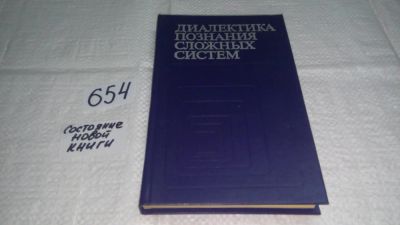 ДИАЛЕКТИКА
ПОЗНАНИЯ
СЛОЖНЫХ
СИСТЕМ
654
состояние
новой
книги